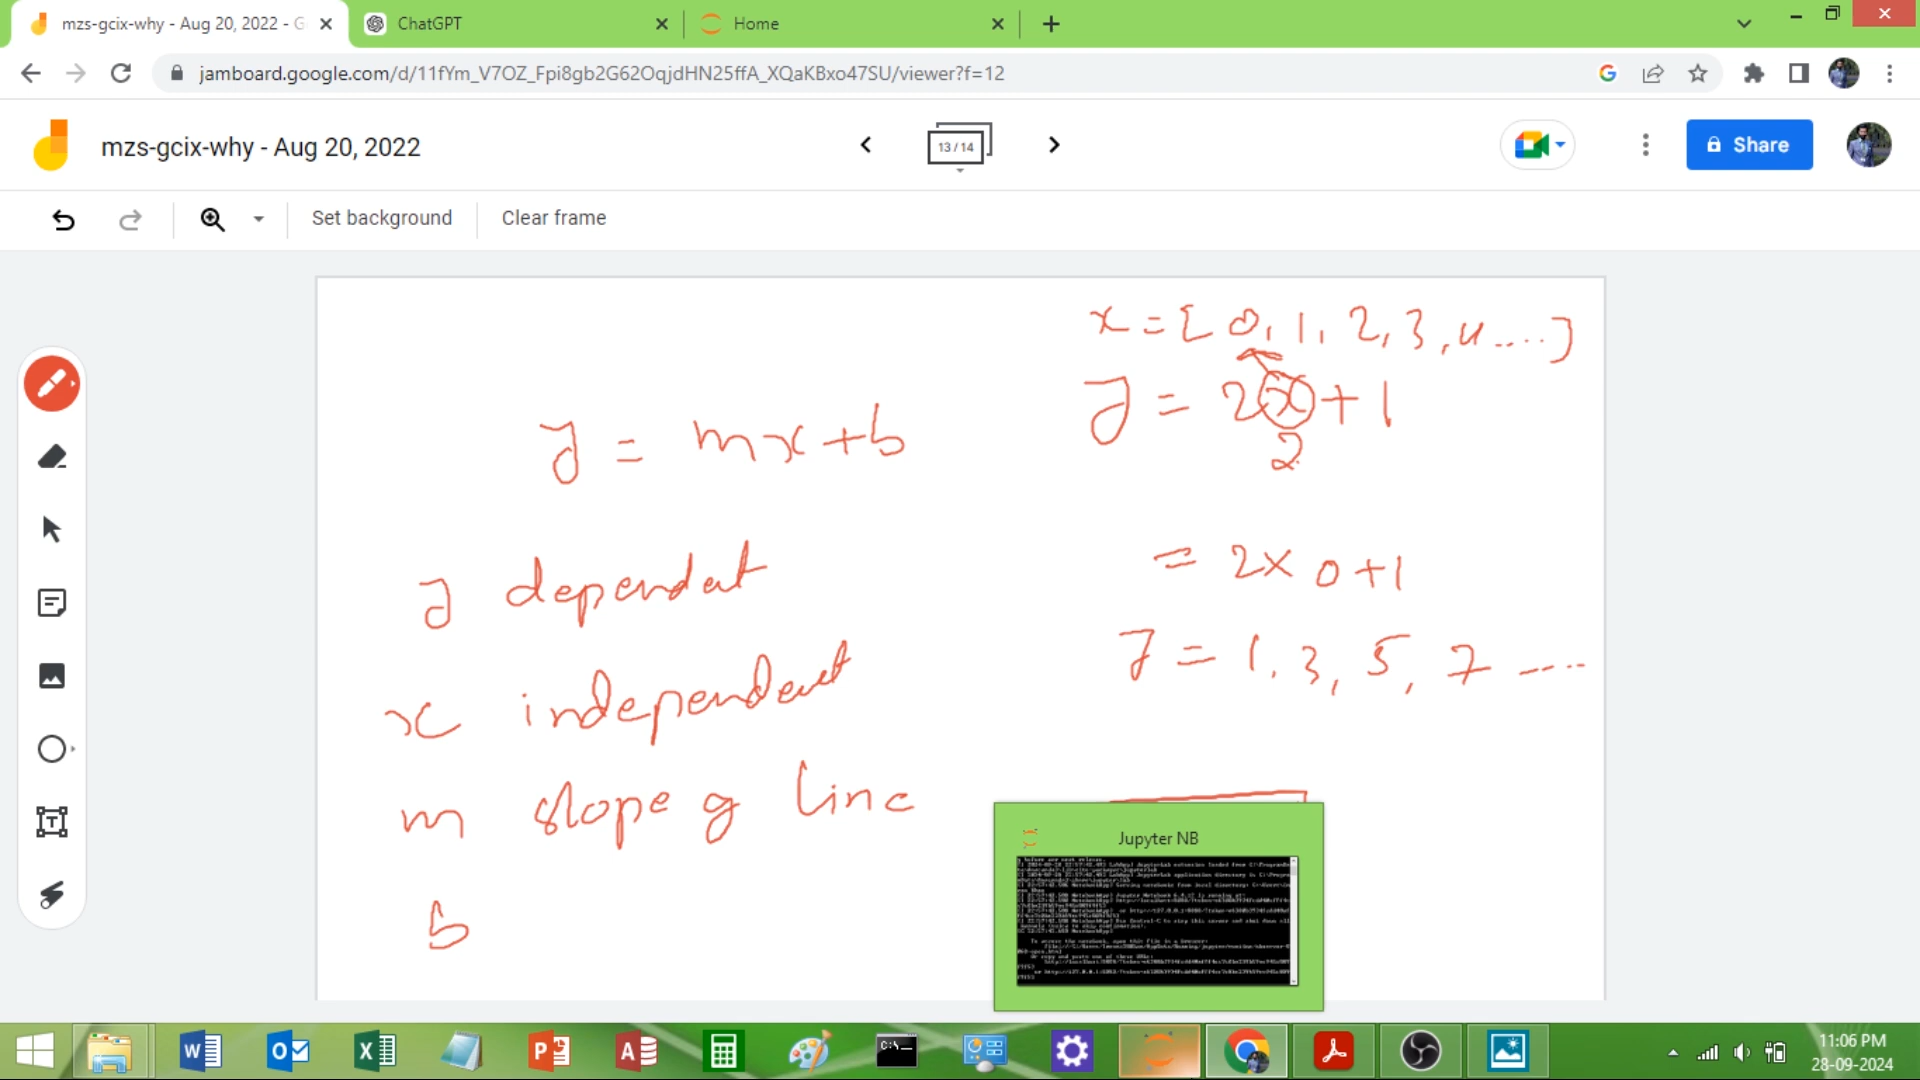 mzs-gcix-why - Aug 20, 2022 - G
ChatGPT
Home
jamboard.google.com/d/11fYm_V7OZ_Fpi8gb2G62OqjdHN25ffA_XQaKBxo47SU/viewer?f=12
mzs-gcix-why - Aug 20, 2022
13 / 14
Share
Set background
Clear frame
x = [ 0, 1, 2, 3, 4 .... ]
y = 2x + 1
2
y = mx + b
= 2 x 0 + 1
y = 1, 3, 5, 7 ....
y dependent
x independent
m slope of line
b
Jupyter NB
11:06 PM
28-09-2024